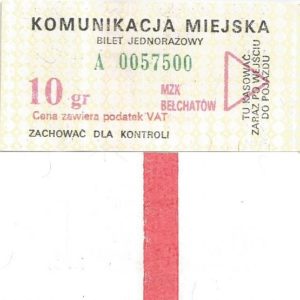 KOMUNIKACJA MIEJSKA
BILET JEDNORAZOWY
A 0057500
10 gr
MZK
BEŁCHATÓW
Cena zawiera podatek VAT
ZACHOWAĆ DLA KONTROLI
TU KASOWAĆ
ZARAZ PO WEJŚCIU
DO POJAZDU